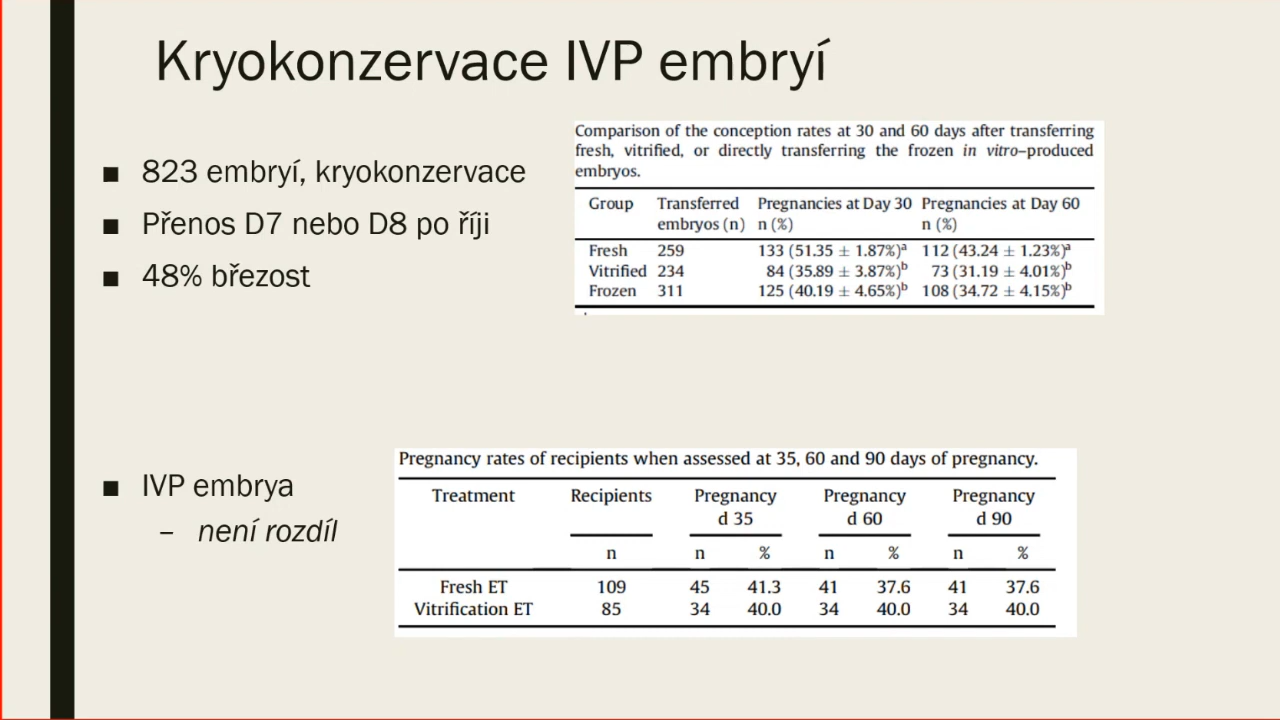 Kryokonzervace IVP embryí
■ 823 embryí, kryokonzervace
■ Přenos D7 nebo D8 po říji
■ 48% březost
Comparison of the conception rates at 30 and 60 days after transferring
fresh, vitrified, or directly transferring the frozen in vitro–produced
embryos.
Group Transferred Pregnancies at Day 30 Pregnancies at Day 60
embryos (n) n (%) n (%)
Fresh 259 133 (51.35 ± 1.87%)a 112 (43.24 ± 1.23%)a
Vitrified 234 84 (35.89 ± 3.87%)b 73 (31.19 ± 4.01%)b
Frozen 311 125 (40.19 ± 4.65%)b 108 (34.72 ± 4.15%)b
■ IVP embrya
– není rozdíl
Pregnancy rates of recipients when assessed at 35, 60 and 90 days of pregnancy.
Treatment Recipients Pregnancy Pregnancy Pregnancy
d 35 d 60 d 90
n n % n % n %
Fresh ET 109 45 41.3 41 37.6 41 37.6
Vitrification ET 85 34 40.0 34 40.0 34 40.0